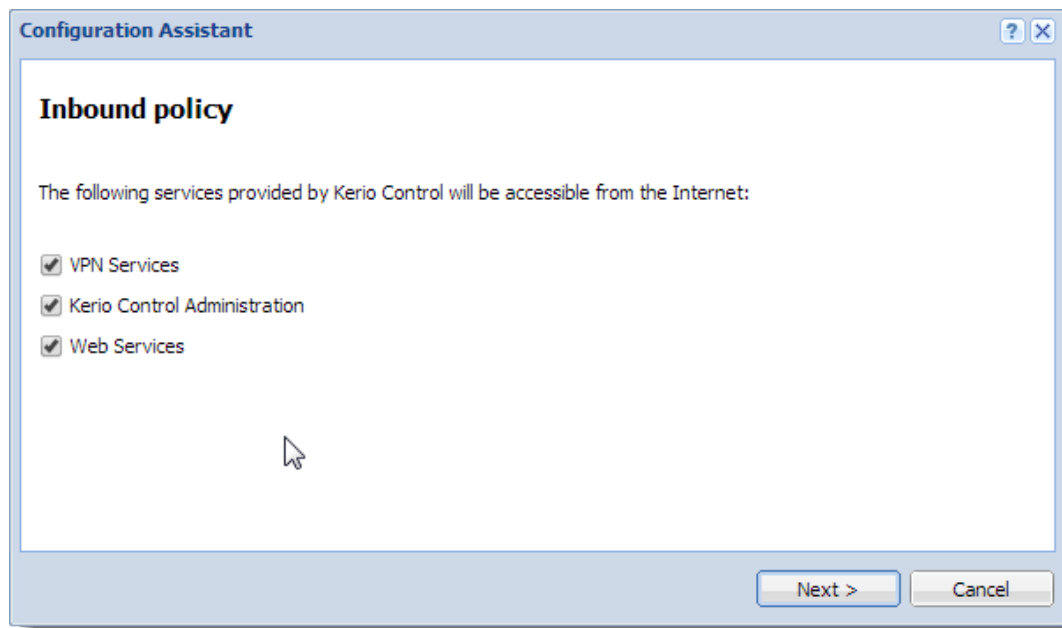 Configuration Assistant
?
Inbound policy
The following services provided by Kerio Control will be accessible from the Internet:
VPN Services
Kerio Control Administration
Web Services
Next >
Cancel